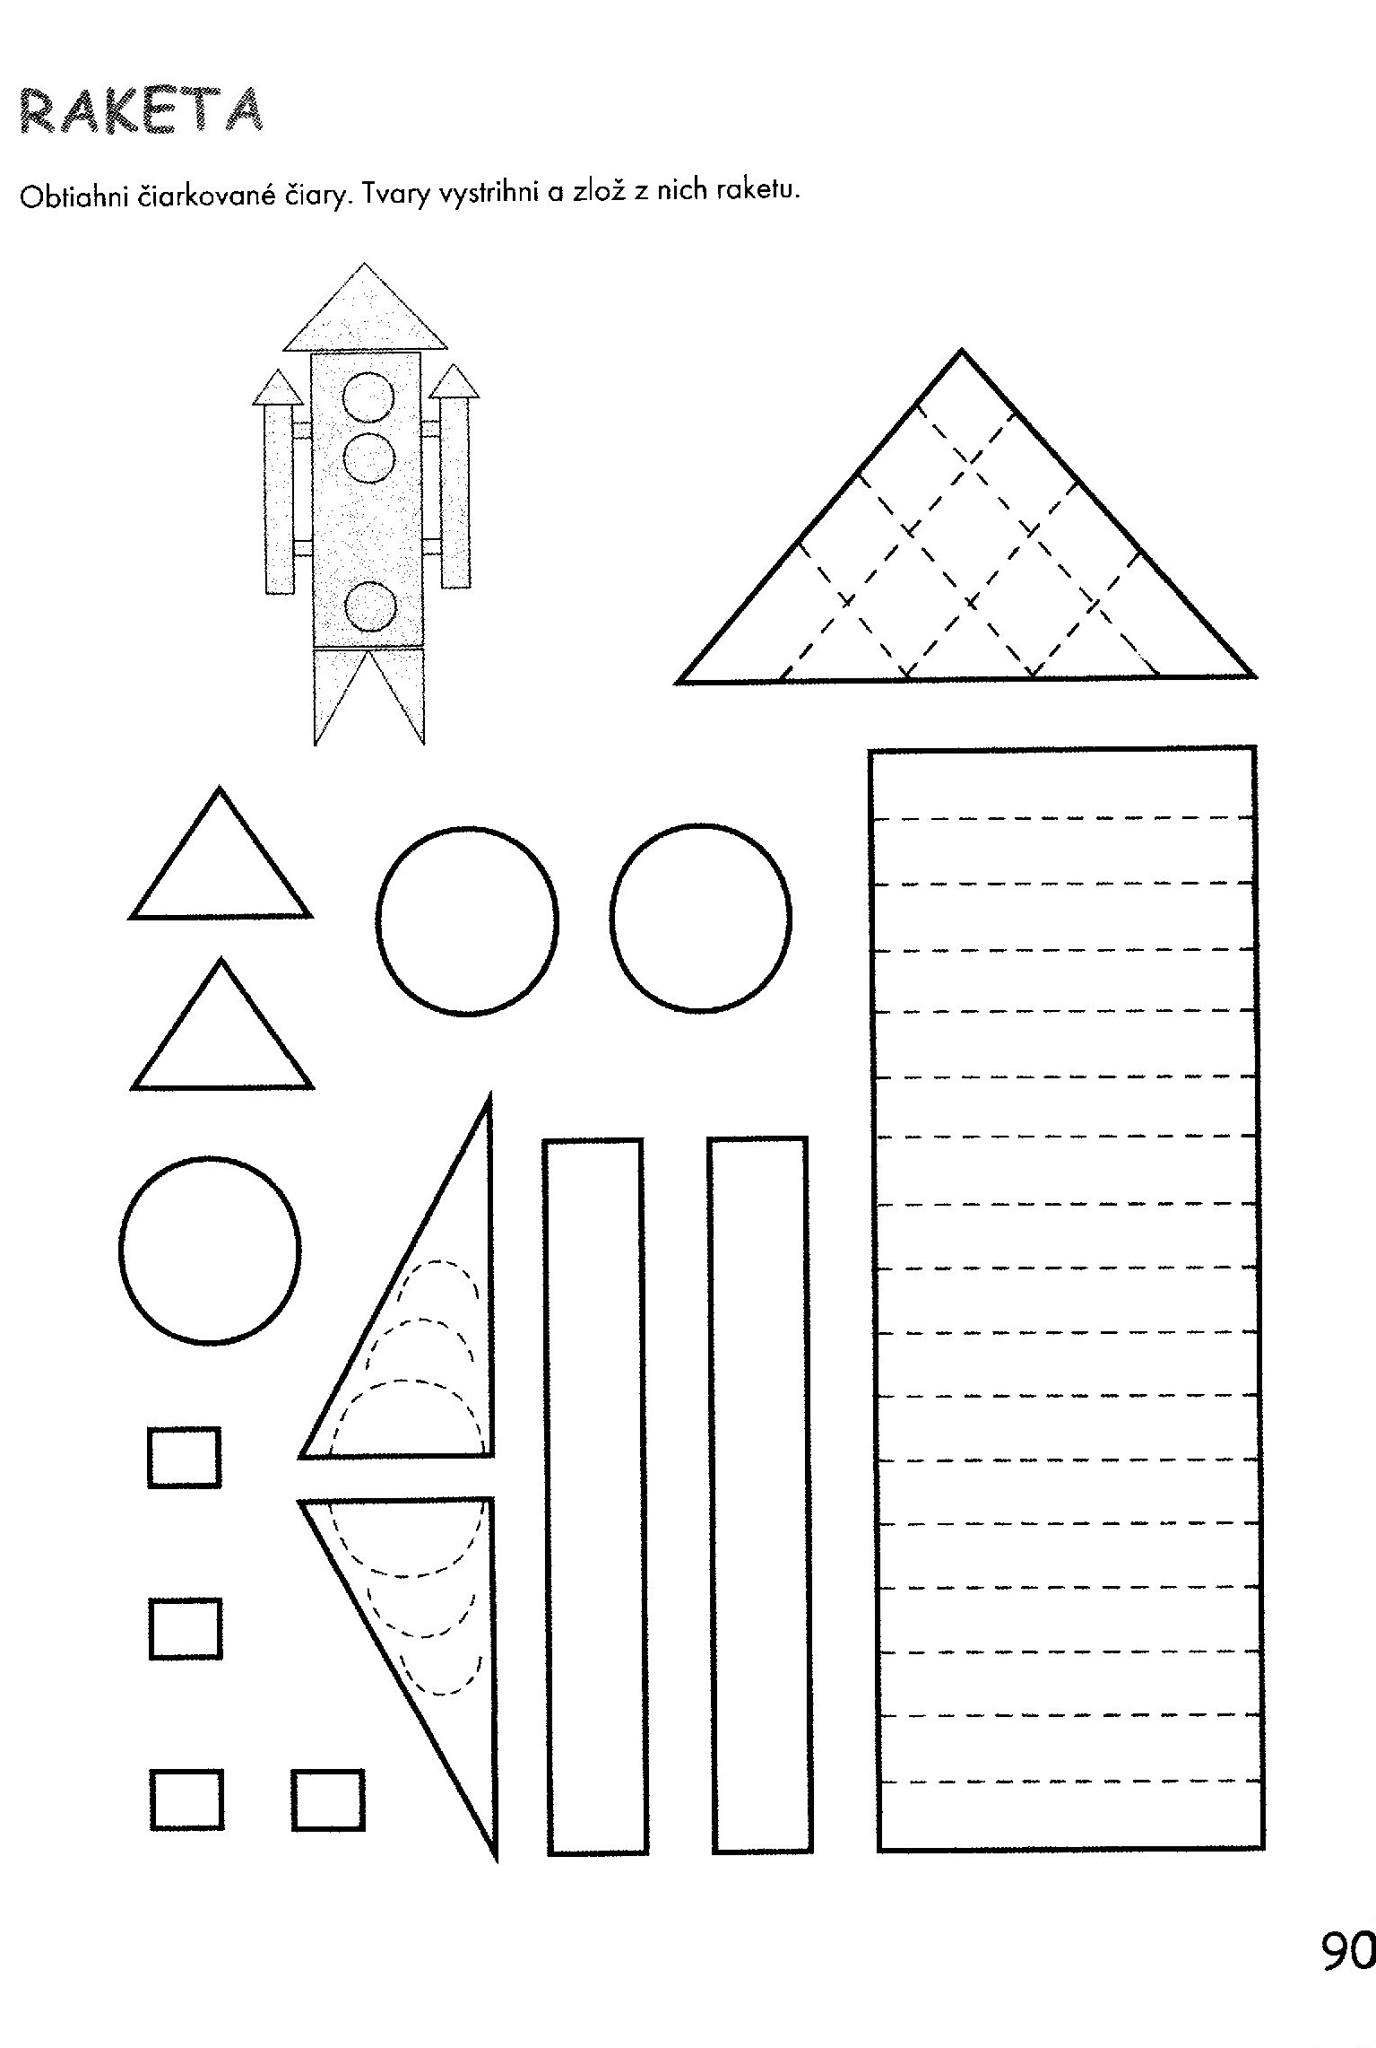 RAKETA
Obtiahni čiarkované čiary. Tvary vystrihni a zlož z nich raketu.
90